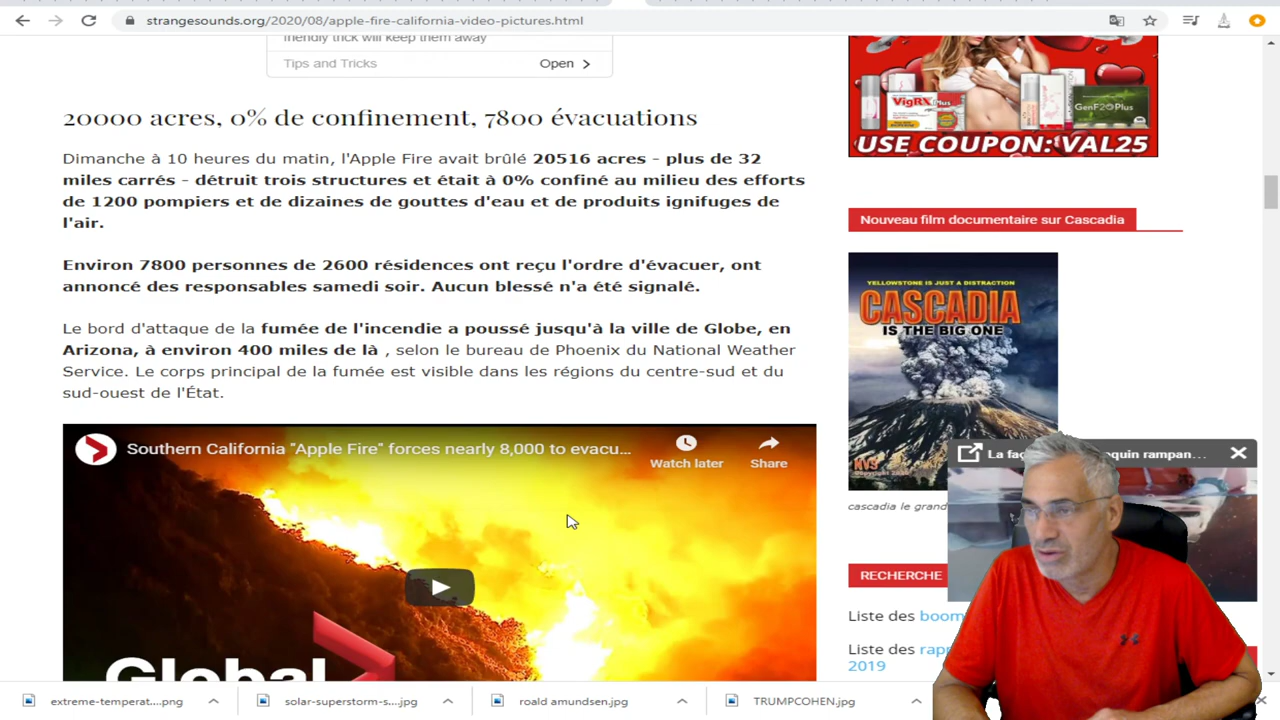 strangesounds.org/2020/08/apple-fire-california-video-pictures.html
friendly trick will keep them away
Tips and Tricks
Open
20000 acres, 0% de confinement, 7800 évacuations
Dimanche à 10 heures du matin, l'Apple Fire avait brûlé 20516 acres - plus de 32
miles carrés - détruit trois structures et était à 0% confiné au milieu des efforts
de 1200 pompiers et de dizaines de gouttes d'eau et de produits ignifuges de
l'air.
Environ 7800 personnes de 2600 résidences ont reçu l'ordre d'évacuer, ont
annoncé des responsables samedi soir. Aucun blessé n'a été signalé.
Le bord d'attaque de la fumée de l'incendie a poussé jusqu'à la ville de Globe, en
Arizona, à environ 400 miles de là , selon le bureau de Phoenix du National Weather
Service. Le corps principal de la fumée est visible dans les régions du centre-sud et du
sud-ouest de l'État.
Southern California "Apple Fire" forces nearly 8,000 to evacu...
Watch later
Share
Global
VigRX Plus
GenF20 Plus
USE COUPON: VAL25
Nouveau film documentaire sur Cascadia
YELLOWSTONE IS JUST A DISTRACTION
CASCADIA
IS THE BIG ONE
KVS
cascadia le grand
La faç
oquin rampan...
RECHERCHE
Liste des boom
Liste des rapp
2019
extreme-temperat....png
solar-superstorm-s....jpg
roald amundsen.jpg
TRUMPCOHEN.jpg